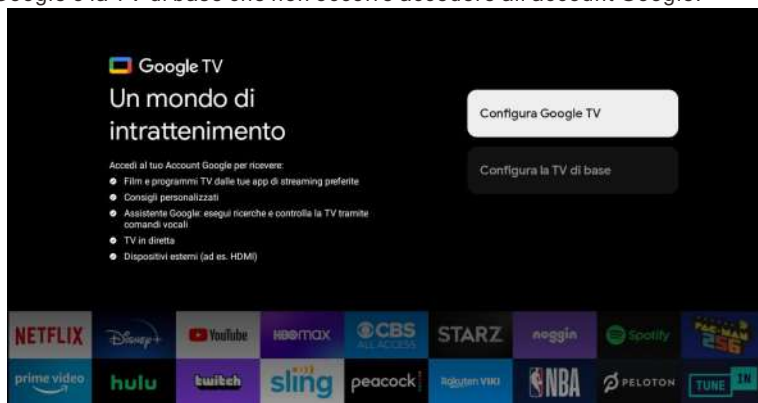 Google e la TV di base che non occorre accedere all'account Google.
Google TV
Un mondo di
intrattenimento
Accedi al tuo Account Google per ricevere:
Film e programmi TV dalle tue app di streaming preferite
Consigli personalizzati
Assistente Google: esegui ricerche e controlla la TV tramite
comandi vocali
TV in diretta
Dispositivi esterni (ad es. HDMI)
Configura Google TV
Configura la TV di base
NETFLIX Disney+ YouTube HBOmax CBS ALL ACCESS STARZ noggin Spotify PAC-MAN 256
prime video hulu twitch sling peacock Rakuten VIKI NBA PELOTON TUNE IN